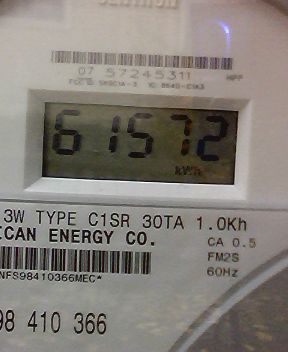 07 57245311
61572
kWh
3W TYPE C1SR 30TA 1.0Kh
ICAN ENERGY CO.
CA 0.5
FM2S
60Hz
NFS98410366MEC*
98 410 366